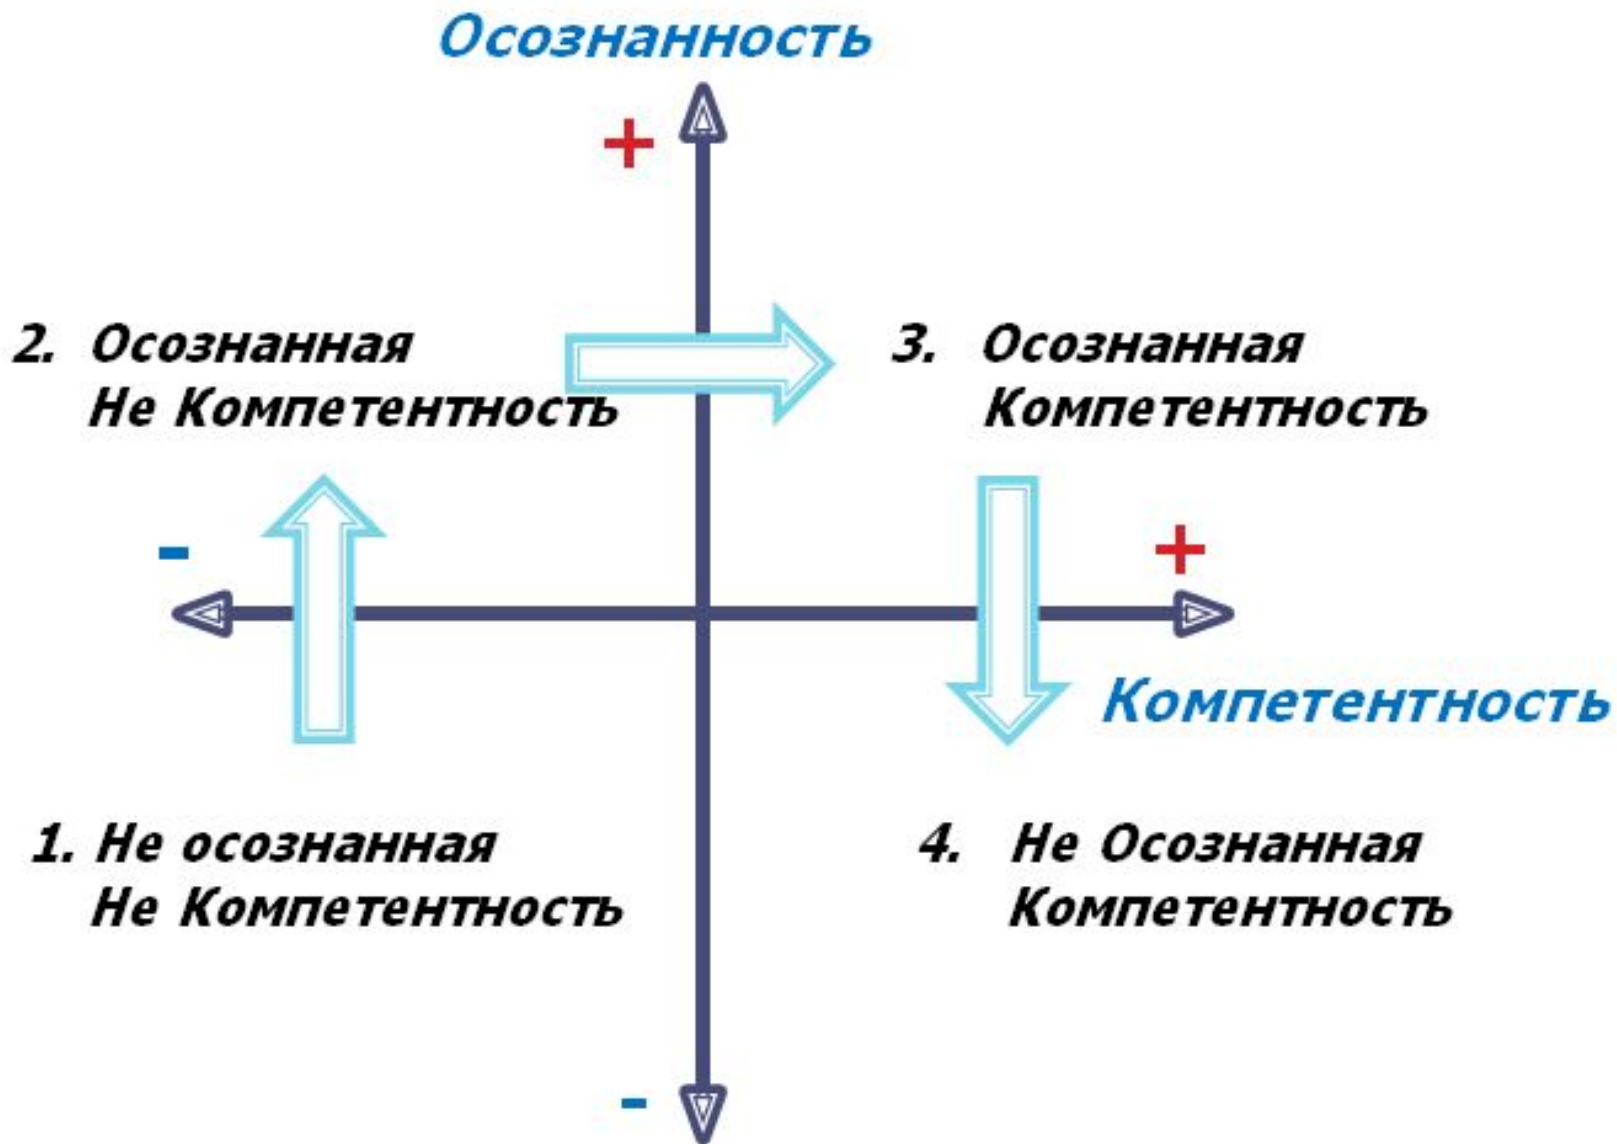 Осознанность
+
2. Осознанная
Не Компетентность
3. Осознанная
Компетентность
-
+
Компетентность
1. Не осознанная
Не Компетентность
4. Не Осознанная
Компетентность
-